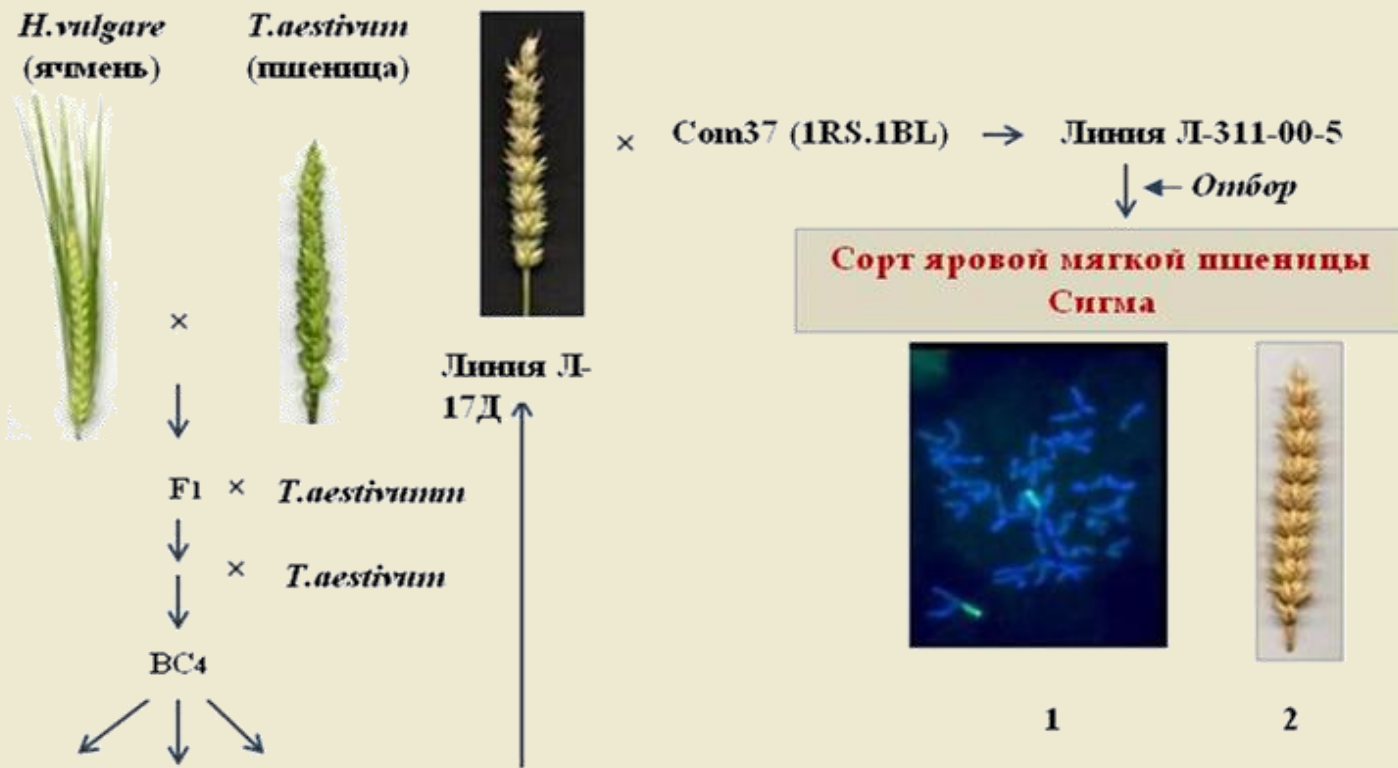 H.vulgare
(ячмень)
T.aestivum
(пшеница)
×
Линия Л-
17Д
× Com37 (1RS.1BL) → Линия Л-311-00-5
↓ ← Отбор
Сорт яровой мягкой пшеницы
Сигма
F1 × T.aestivumm
× T.aestivum
BC4
1 2